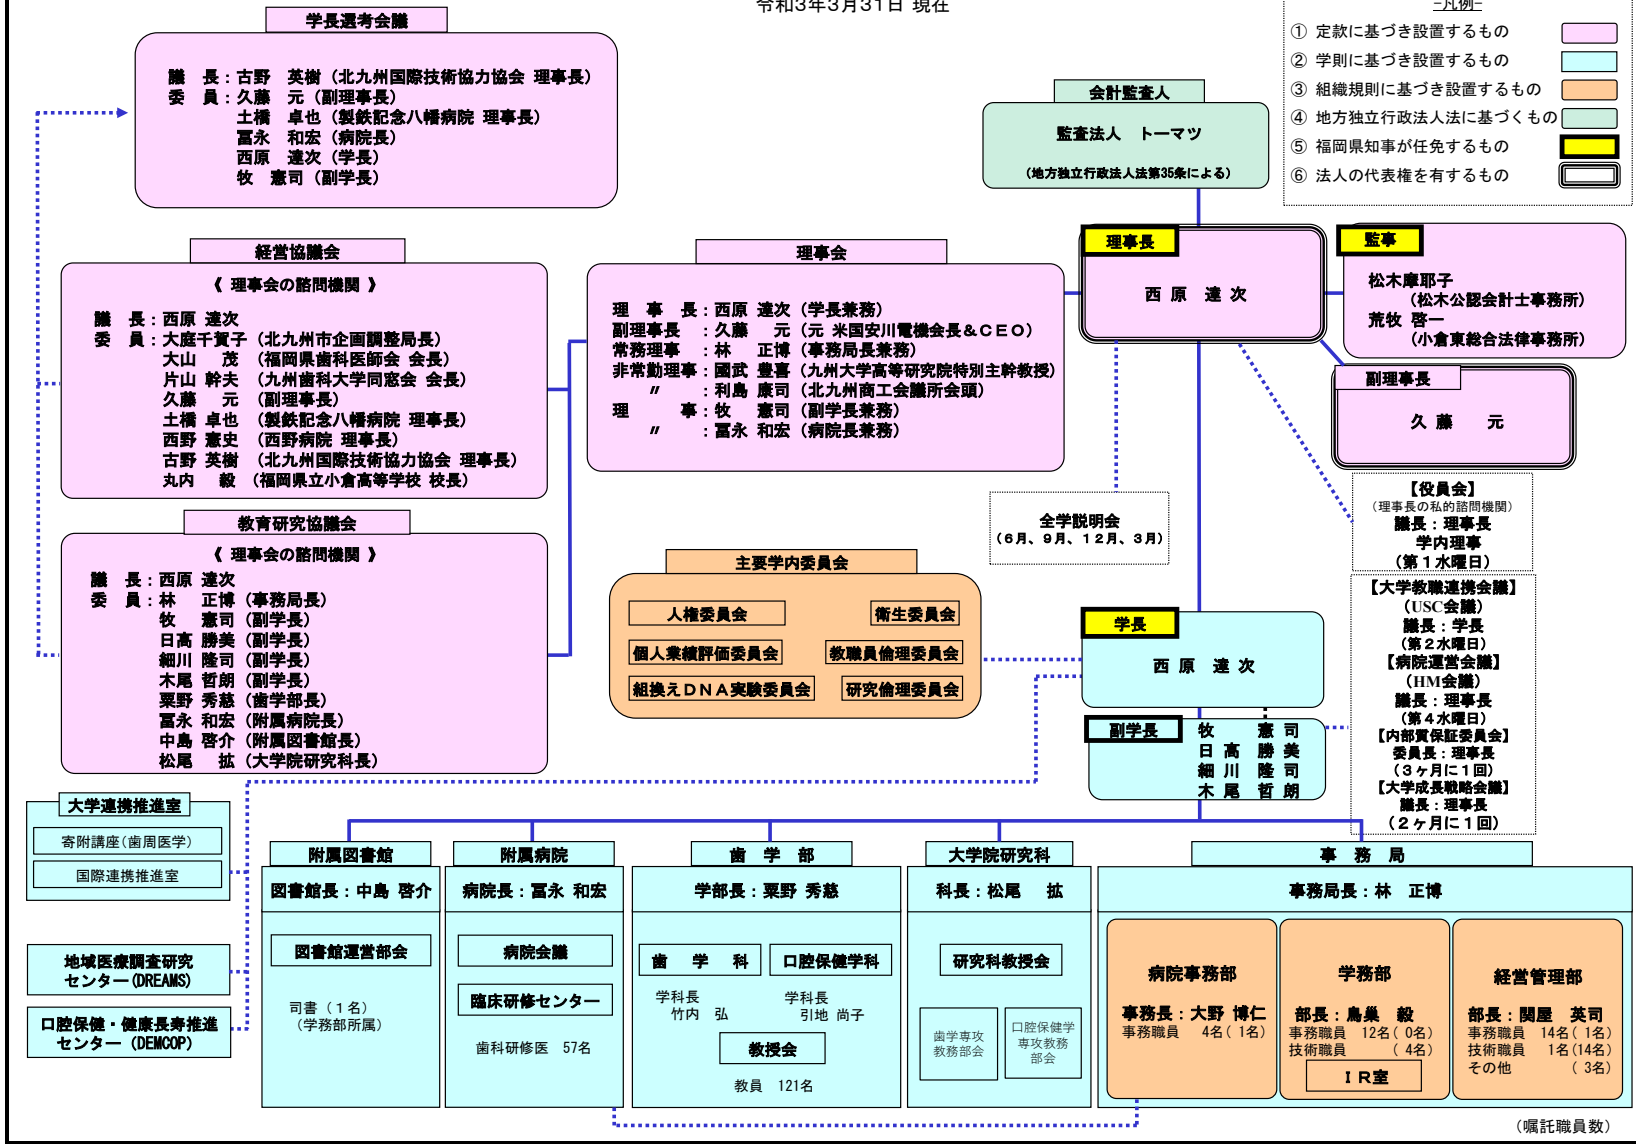 令和3年3月31日 現在
-凡例-
① 定款に基づき設置するもの
② 学則に基づき設置するもの
③ 組織規則に基づき設置するもの
④ 地方独立行政法人法に基づくもの
⑤ 福岡県知事が任免するもの
⑥ 法人の代表権を有するもの
学長選考会議
議 長:古野 英樹(北九州国際技術協力協会 理事長)
委 員:久藤 元(副理事長)
土橋 卓也(製鉄記念八幡病院 理事長)
冨永 和宏(病院長)
西原 達次(学長)
牧 憲司(副学長)
会計監査人
監査法人 トーマツ
(地方独立行政法人法第35条による)
経営協議会
《 理事会の諮問機関 》
議 長:西原 達次
委 員:大庭千賀子(北九州市企画調整局長)
大山 茂(福岡県歯科医師会 会長)
片山 幹夫(九州歯科大学同窓会 会長)
久藤 元(副理事長)
土橋 卓也(製鉄記念八幡病院 理事長)
西野 憲史(西野病院 理事長)
古野 英樹(北九州国際技術協力協会 理事長)
丸内 毅(福岡県立小倉高等学校 校長)
理事会
理 事 長:西原 達次(学長兼務)
副理事長:久藤 元(元 米国安川電機会長&CEO)
常務理事:林 正博(事務局長兼務)
非常勤理事:國武 豊喜(九州大学高等研究院特別主幹教授)
〃 :利島 康司(北九州商工会議所会頭)
理 事:牧 憲司(副学長兼務)
〃 :冨永 和宏(病院長兼務)
理事長
西 原 達 次
監事
松木摩耶子
(松木公認会計士事務所)
荒牧 啓一
(小倉東総合法律事務所)
副理事長
久 藤 元
教育研究協議会
《 理事会の諮問機関 》
議 長:西原 達次
委 員:林 正博(事務局長)
牧 憲司(副学長)
日高 勝美(副学長)
細川 隆司(副学長)
木尾 哲朗(副学長)
粟野 秀慈(歯学部長)
冨永 和宏(附属病院長)
中島 啓介(附属図書館長)
松尾 拡(大学院研究科長)
全学説明会
(6月、9月、12月、3月)
【役員会】
(理事長の私的諮問機関)
議長:理事長
学内理事
(第1水曜日)
主要学内委員会
人権委員会
衛生委員会
個人業績評価委員会
教職員倫理委員会
組換えDNA実験委員会
研究倫理委員会
学長
西 原 達 次
副学長
牧 憲 司
日 高 勝 美
細 川 隆 司
木 尾 哲 朗
【大学教職連携会議】
(USC会議)
議長:学長
(第2水曜日)
【病院運営会議】
(HM会議)
議長:理事長
(第4水曜日)
【内部質保証委員会】
委員長:理事長
(3ヶ月に1回)
【大学成長戦略会議】
議長:理事長
(2ヶ月に1回)
大学連携推進室
寄附講座(歯周医学)
国際連携推進室
地域医療調査研究
センター(DREAMS)
口腔保健・健康長寿推進
センター(DEMCOP)
附属図書館
図書館長:中島 啓介
図書館運営部会
司書(1名)
(学務部所属)
附属病院
病院長:冨永 和宏
病院会議
臨床研修センター
歯科研修医 57名
歯 学 部
学部長:粟野 秀慈
歯 学 科
口腔保健学科
学科長
竹内 弘
学科長
引地 尚子
教授会
教員 121名
大学院研究科
科長:松尾 拡
研究科教授会
歯学専攻
教務部会
口腔保健学
専攻教務
部会
事 務 局
事務局長:林 正博
病院事務部
事務長:大野 博仁
事務職員 4名( 1名)
学務部
部長:鳥巣 毅
事務職員 12名( 0名)
技術職員 ( 4名)
IR室
経営管理部
部長:関屋 英司
事務職員 14名( 1名)
技術職員 1名(14名)
その他 ( 3名)
(嘱託職員数)